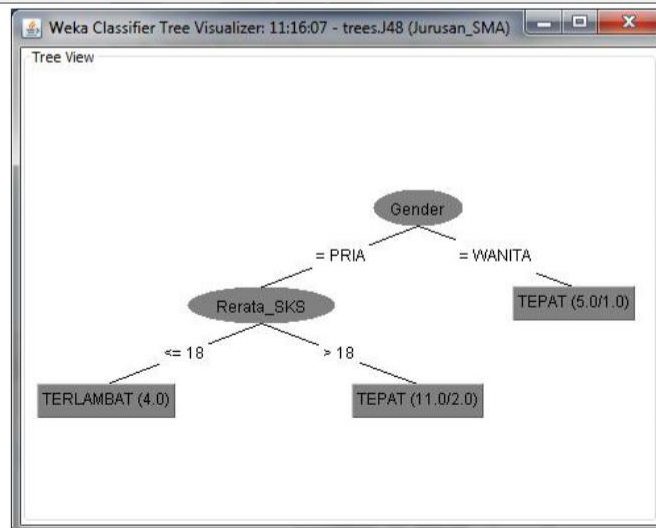 Weka Classifier Tree Visualizer: 11:16:07 - trees.J48 (Jurusan_SMA)
Tree View
Gender
= PRIA = WANITA
Rerata_SKS TEPAT (5.0/1.0)
<= 18 > 18
TERLAMBAT (4.0) TEPAT (11.0/2.0)